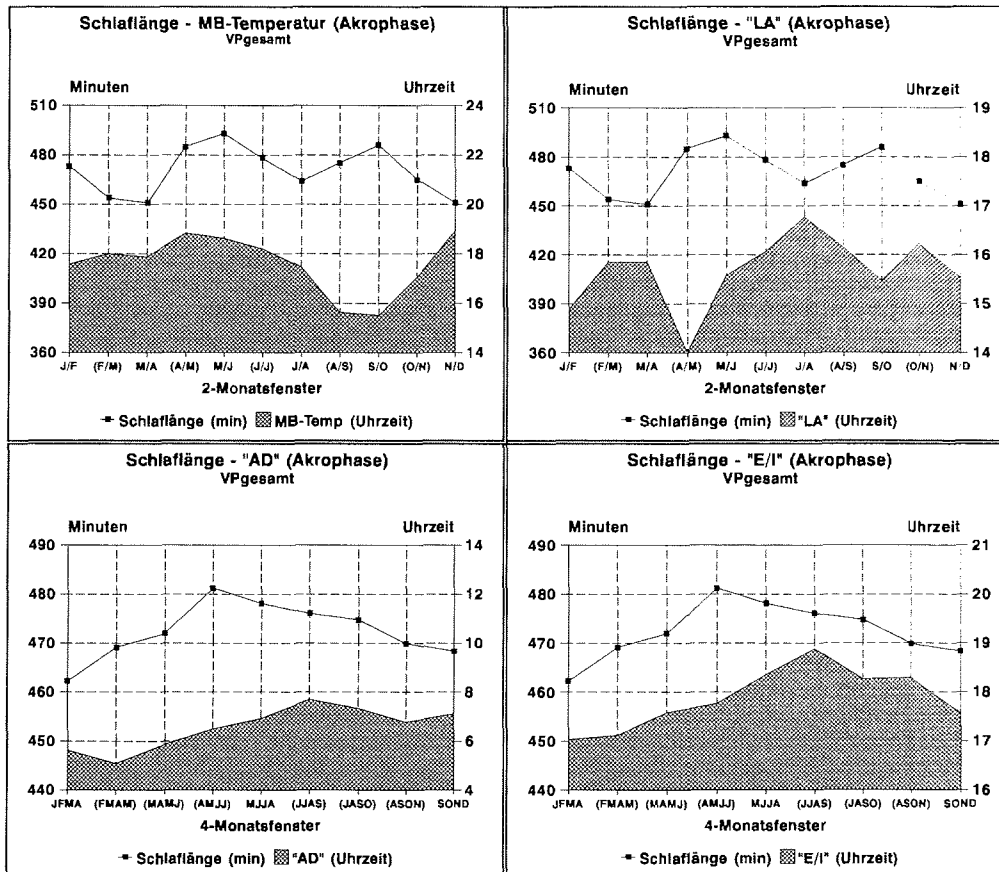 Schlaflänge - MB-Temperatur (Akrophase)
VPgesamt
Minuten Uhrzeit
510 24
480 22
450 20
420 18
390 16
360 14
J/F (F/M) M/A (A/M) M/J (J/J) J/A (A/S) S/O (O/N) N/D
2-Monatsfenster
Schlaflänge (min) MB-Temp (Uhrzeit)
Schlaflänge - "LA" (Akrophase)
VPgesamt
Minuten Uhrzeit
510 19
480 18
450 17
420 16
390 15
360 14
J/F (F/M) M/A (A/M) M/J (J/J) J/A (A/S) S/O (O/N) N/D
2-Monatsfenster
Schlaflänge (min) "LA" (Uhrzeit)
Schlaflänge - "AD" (Akrophase)
VPgesamt
Minuten Uhrzeit
490 14
480 12
470 10
460 8
450 6
440 4
JFMA (FMAM) (MAMJ) (AMJJ) MJJA (JJAS) (JASO) (ASON) SOND
4-Monatsfenster
Schlaflänge (min) "AD" (Uhrzeit)
Schlaflänge - "E/I" (Akrophase)
VPgesamt
Minuten Uhrzeit
490 21
480 20
470 19
460 18
450 17
440 16
JFMA (FMAM) (MAMJ) (AMJJ) MJJA (JJAS) (JASO) (ASON) SOND
4-Monatsfenster
Schlaflänge (min) "E/I" (Uhrzeit)